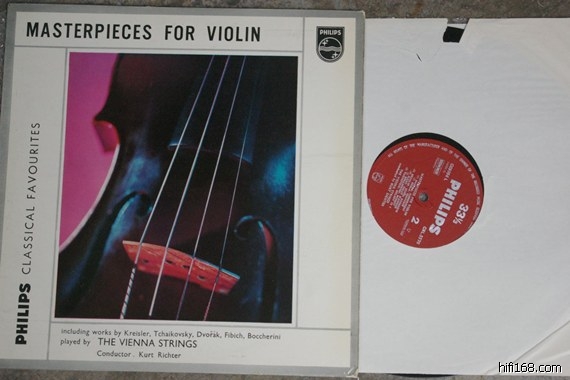 MASTERPIECES FOR VIOLIN
PHILIPS
PHILIPS CLASSICAL FAVOURITES
including works by Kreisler, Tchaikovsky, Dvořák, Fibich, Boccherini
played by THE VIENNA STRINGS
Conductor . Kurt Richter
33⅓
2
PHILIPS
hifi168.com